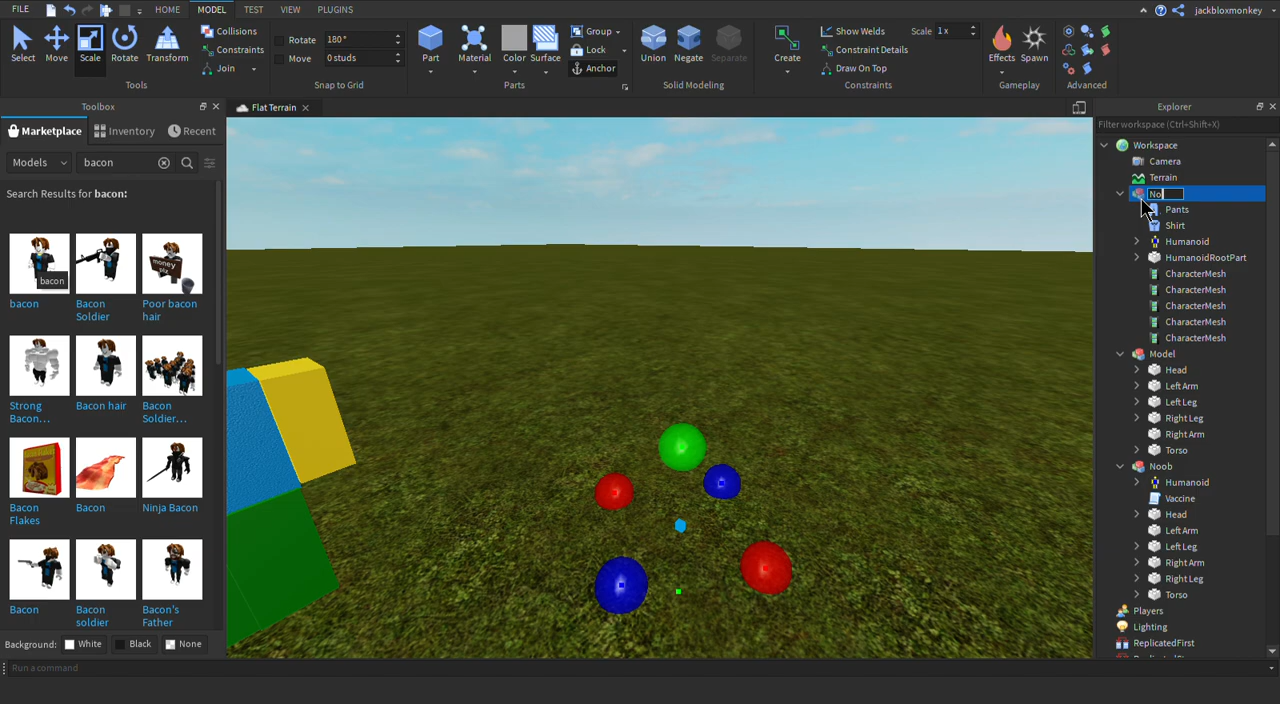 FILE HOME MODEL TEST VIEW PLUGINS jackbloxmonkey
Select Move Scale Rotate Transform
Collisions
Constraints
Join
Tools
Rotate 180°
Move 0 studs
Snap to Grid
Part Material Color Surface
Group
Lock
Anchor
Parts
Union Negate Separate
Solid Modeling
Create
Show Welds Scale 1 x
Constraint Details
Draw On Top
Constraints
Effects Spawn
Gameplay
Advanced
Toolbox
Marketplace Inventory Recent
Models bacon
Search Results for bacon:
bacon
money
plz
bacon
Bacon
Soldier
Poor bacon
hair
Strong
Bacon...
Bacon hair
Bacon
Soldier...
Bacon
Flakes
Bacon
Ninja Bacon
Bacon
Bacon
soldier
Bacon's
Father
Background: White Black None
Run a command
Flat Terrain
Explorer
Filter workspace (Ctrl+Shift+X)
Workspace
Camera
Terrain
No
Pants
Shirt
Humanoid
HumanoidRootPart
CharacterMesh
CharacterMesh
CharacterMesh
CharacterMesh
CharacterMesh
Model
Head
Left Arm
Left Leg
Right Leg
Right Arm
Torso
Noob
Humanoid
Vaccine
Head
Left Arm
Left Leg
Right Arm
Right Leg
Torso
Players
Lighting
ReplicatedFirst